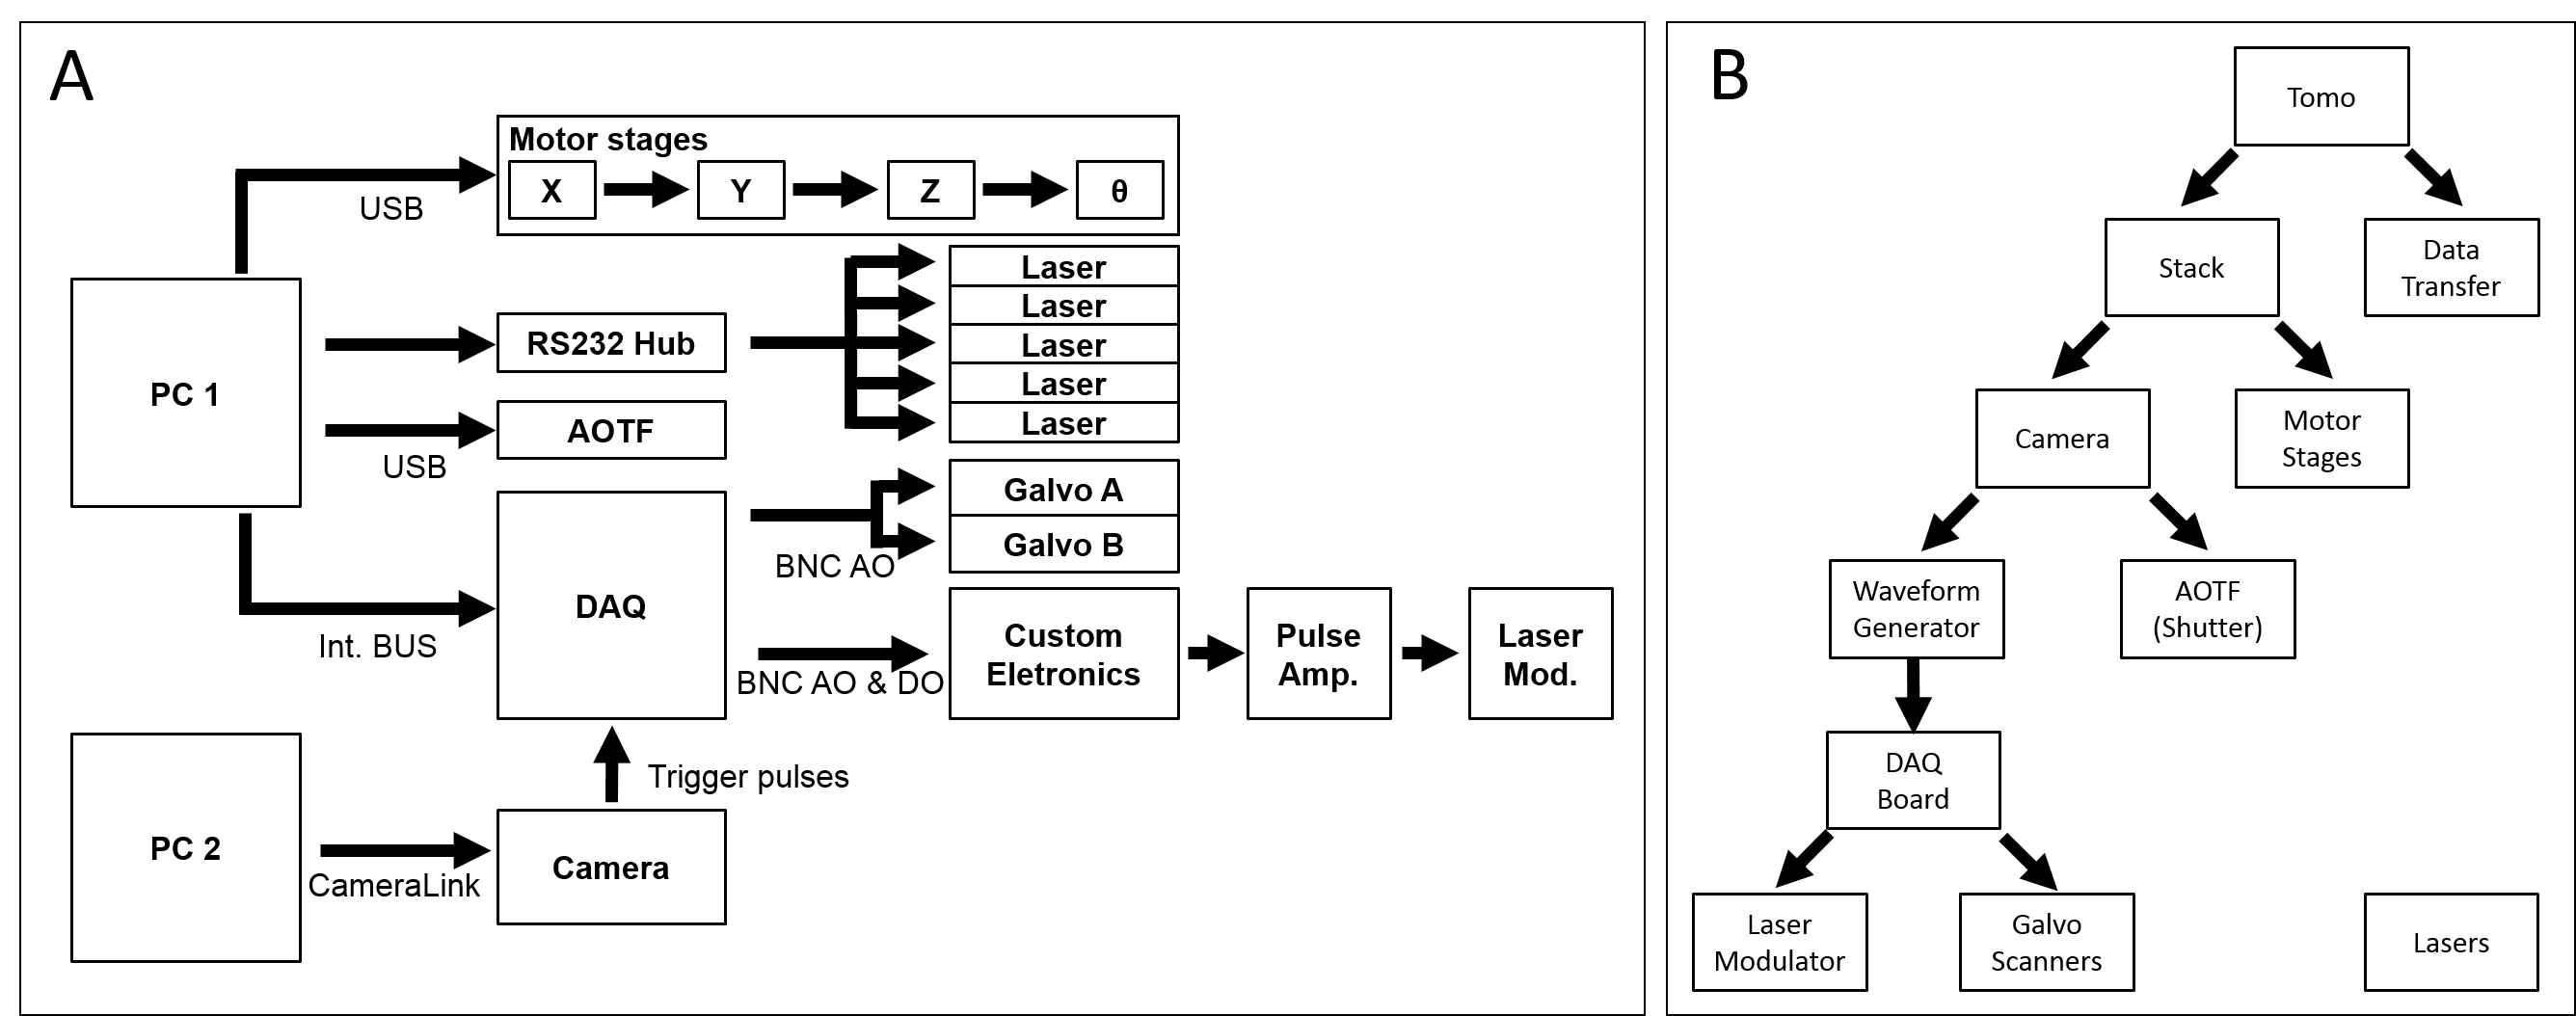 A
Motor stages
X
Y
Z
θ
USB
Laser
Laser
Laser
Laser
Laser
RS232 Hub
PC 1
AOTF
USB
Galvo A
Galvo B
BNC AO
DAQ
Int. BUS
Custom
Eletronics
BNC AO & DO
Pulse
Amp.
Laser
Mod.
Trigger pulses
PC 2
CameraLink
Camera
B
Tomo
Stack
Data
Transfer
Camera
Motor
Stages
Waveform
Generator
AOTF
(Shutter)
DAQ
Board
Laser
Modulator
Galvo
Scanners
Lasers